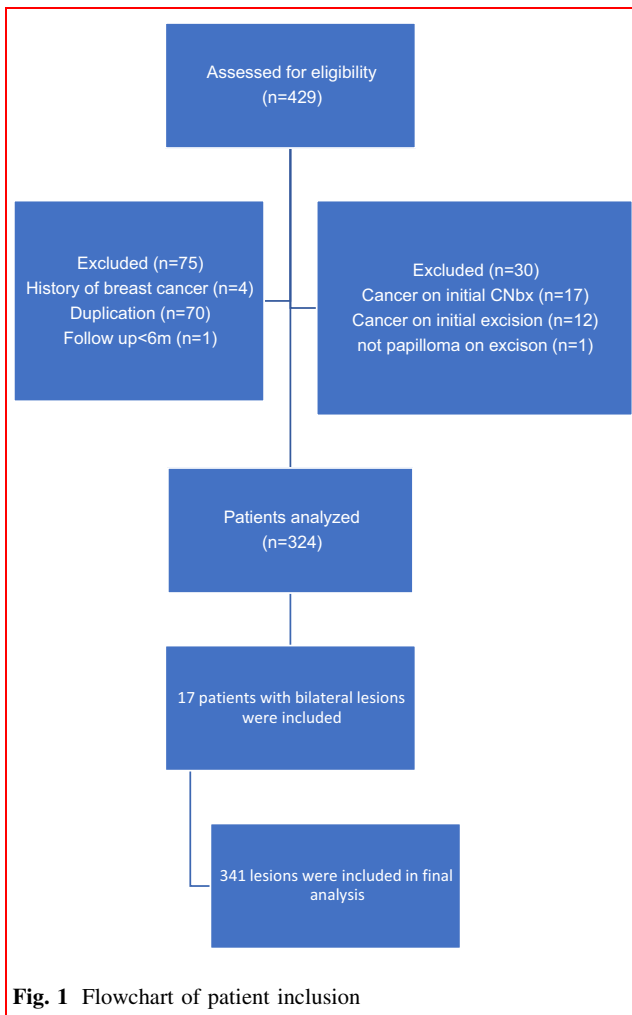 Assessed for eligibility
(n=429)
Excluded (n=75)
History of breast cancer (n=4)
Duplication (n=70)
Follow up<6m (n=1)
Excluded (n=30)
Cancer on initial CNbx (n=17)
Cancer on initial excision (n=12)
not papilloma on excison (n=1)
Patients analyzed
(n=324)
17 patients with bilateral lesions
were included
341 lesions were included in final
analysis
Fig. 1 Flowchart of patient inclusion